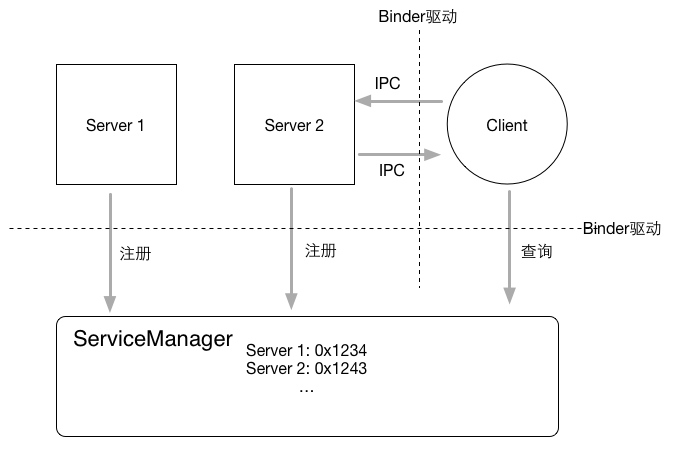 Binder驱动
IPC
Server 1
Server 2
Client
IPC
Binder驱动
注册
注册
查询
ServiceManager
Server 1: 0x1234
Server 2: 0x1243
...